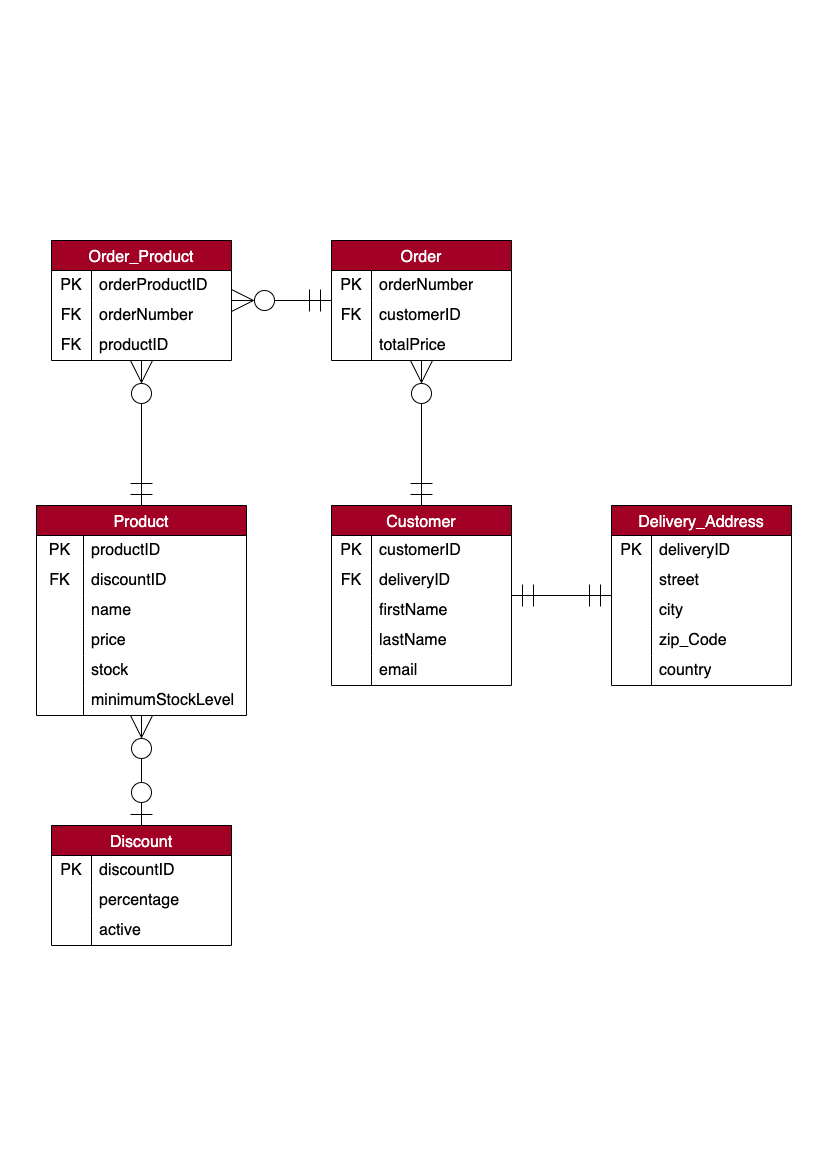 Order_Product
PK orderProductID
FK orderNumber
FK productID
Order
PK orderNumber
FK customerID
totalPrice
Product
PK productID
FK discountID
name
price
stock
minimumStockLevel
Customer
PK customerID
FK deliveryID
firstName
lastName
email
Delivery_Address
PK deliveryID
street
city
zip_Code
country
Discount
PK discountID
percentage
active